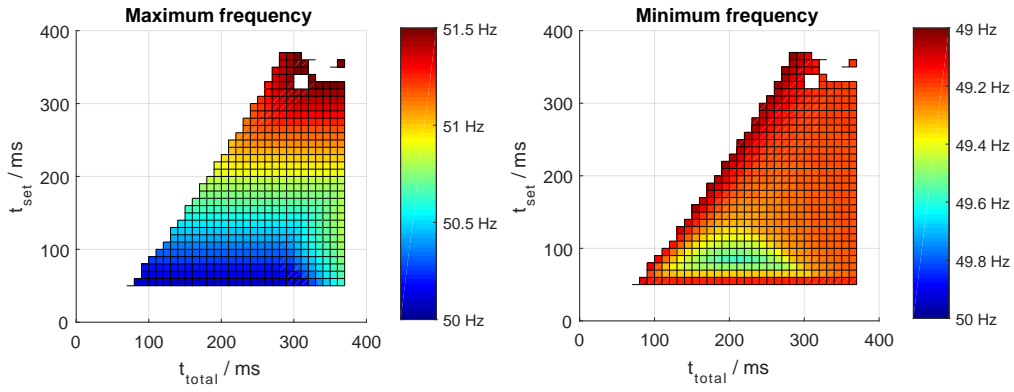 Maximum frequency
400
300
200
100
0
t_set / ms
0 100 200 300 400
t_total / ms
51.5 Hz
51 Hz
50.5 Hz
50 Hz
Minimum frequency
400
300
200
100
0
t_set / ms
0 100 200 300 400
t_total / ms
49 Hz
49.2 Hz
49.4 Hz
49.6 Hz
49.8 Hz
50 Hz